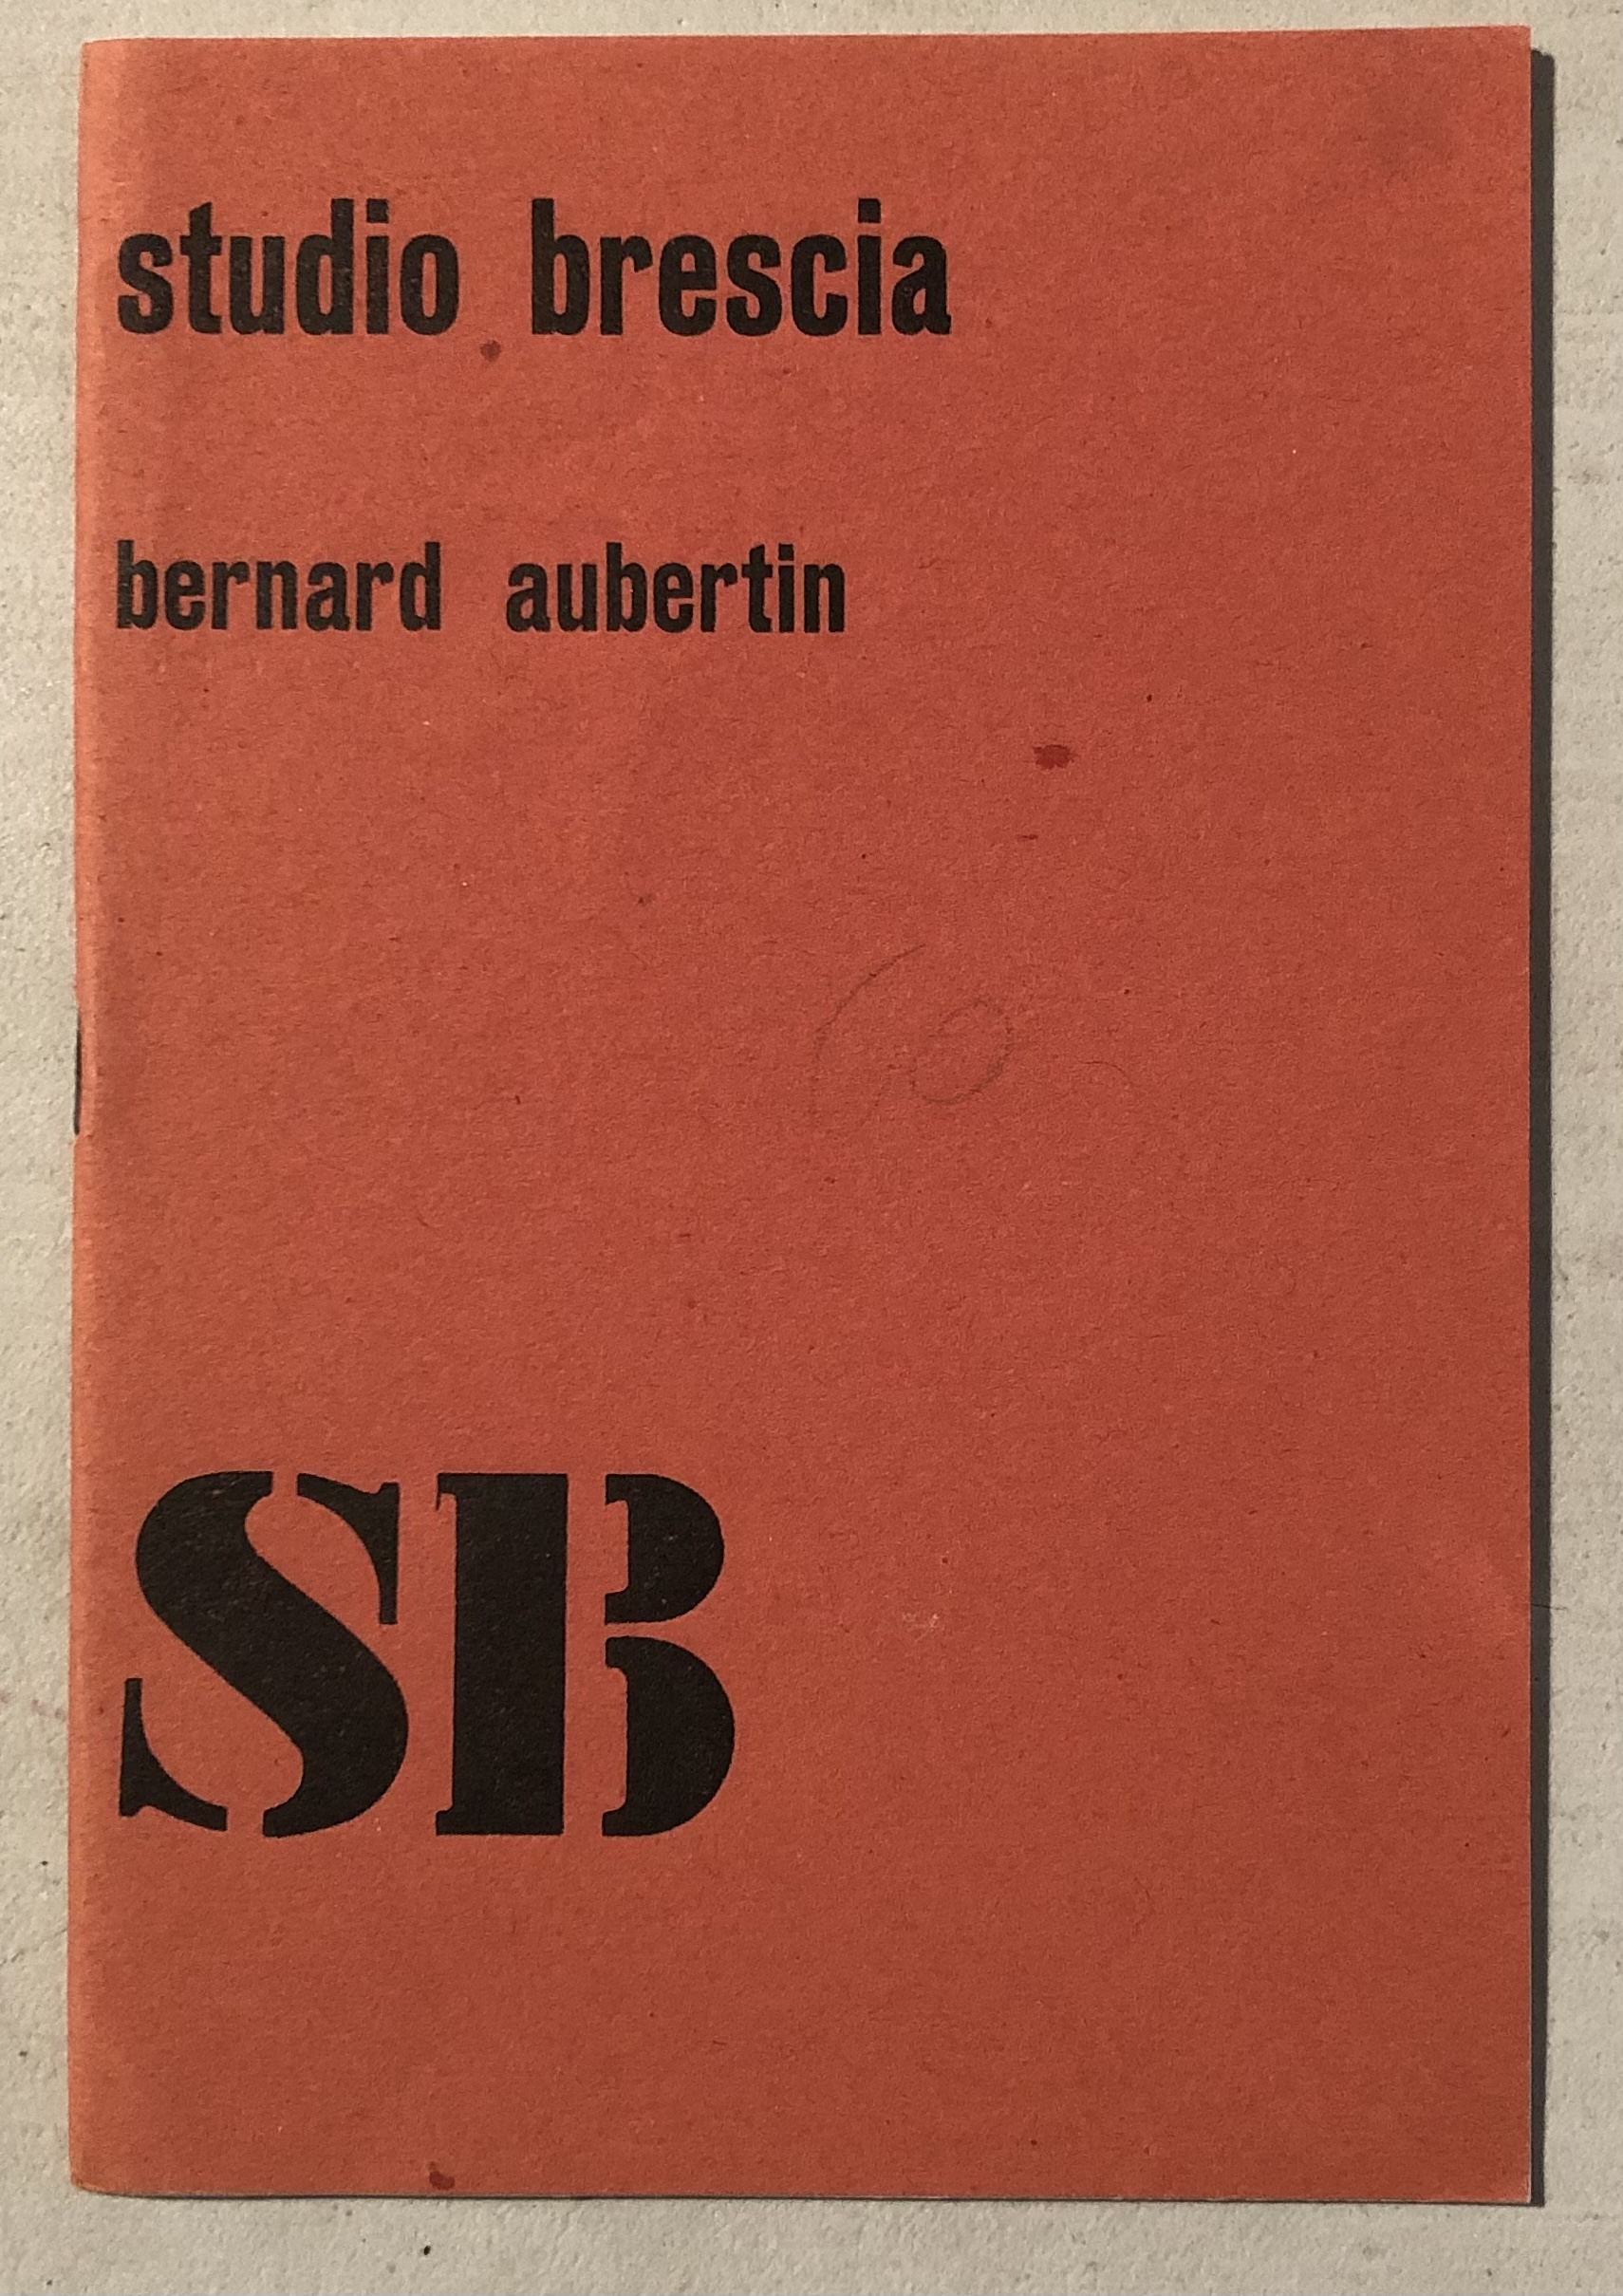 studio brescia
bernard aubertin
SB